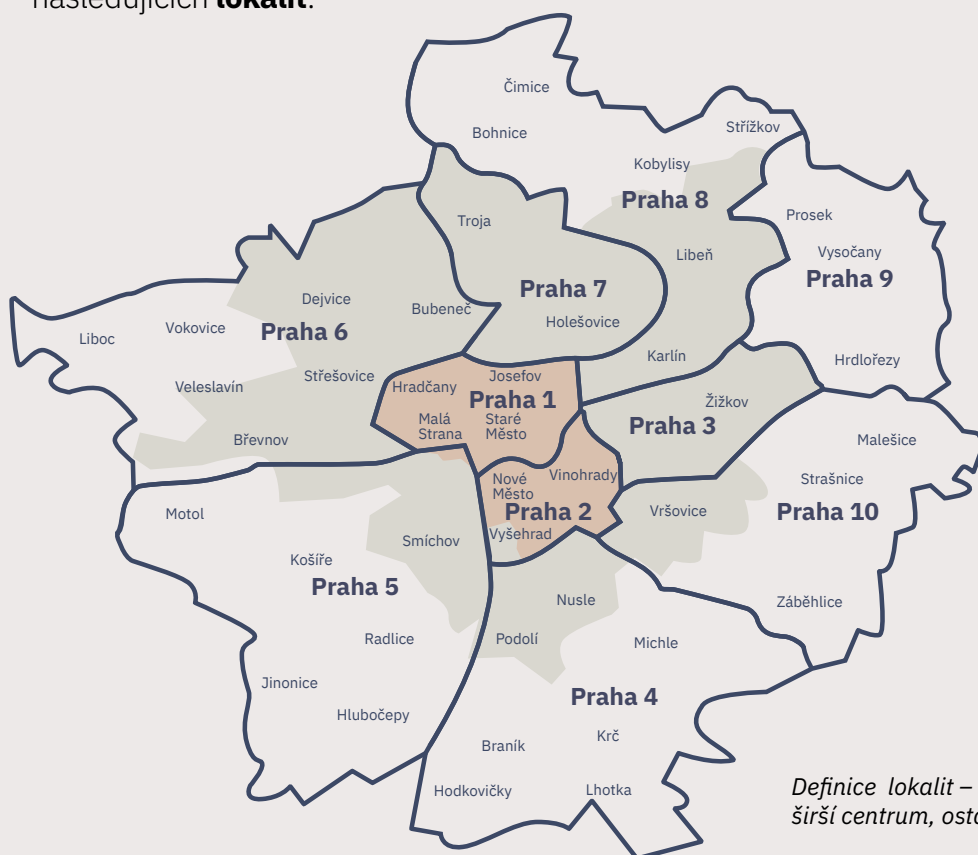 následujících lokalit:
Čimice
Střížkov
Bohnice
Kobylisy
Praha 8
Prosek
Troja
Vysočany
Libeň
Praha 9
Praha 7
Dejvice
Bubeneč
Holešovice
Vokovice
Praha 6
Liboc
Karlín
Hrdlořezy
Střešovice
Josefov
Veleslavín
Hradčany
Praha 1
Žižkov
Malá
Strana
Staré
Město
Praha 3
Břevnov
Malešice
Nové
Město
Vinohrady
Strašnice
Praha 2
Vršovice
Praha 10
Motol
Vyšehrad
Smíchov
Košíře
Praha 5
Nusle
Záběhlice
Radlice
Podolí
Michle
Jinonice
Praha 4
Hlubočepy
Krč
Braník
Hodkovičky
Lhotka
Definice lokalit –
širší centrum,